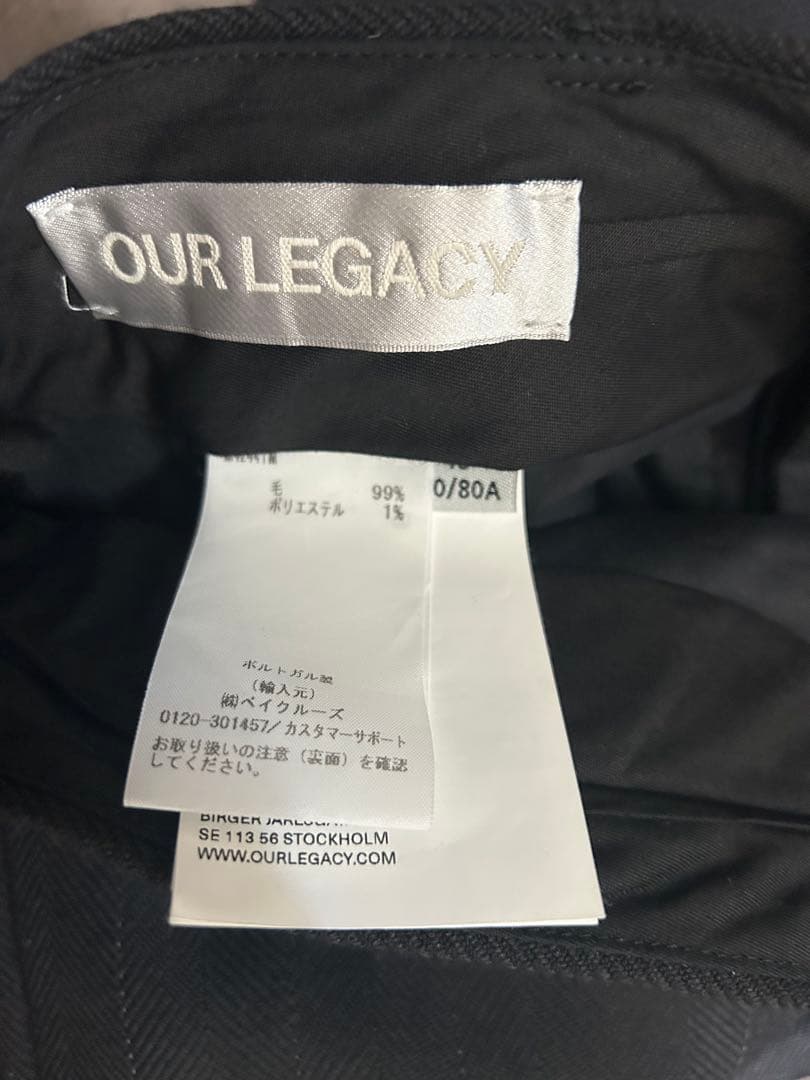 OUR LEGACY
毛 99%
ポリエステル 1%
0/80A
ポルトガル製
(輸入元)
㈱ベイクルーズ
0120-301457/カスタマーサポート
お取り扱いの注意（裏面）を確認
してください。
BIRGER
SE 113 56 STOCKHOLM
WWW.OURLEGACY.COM